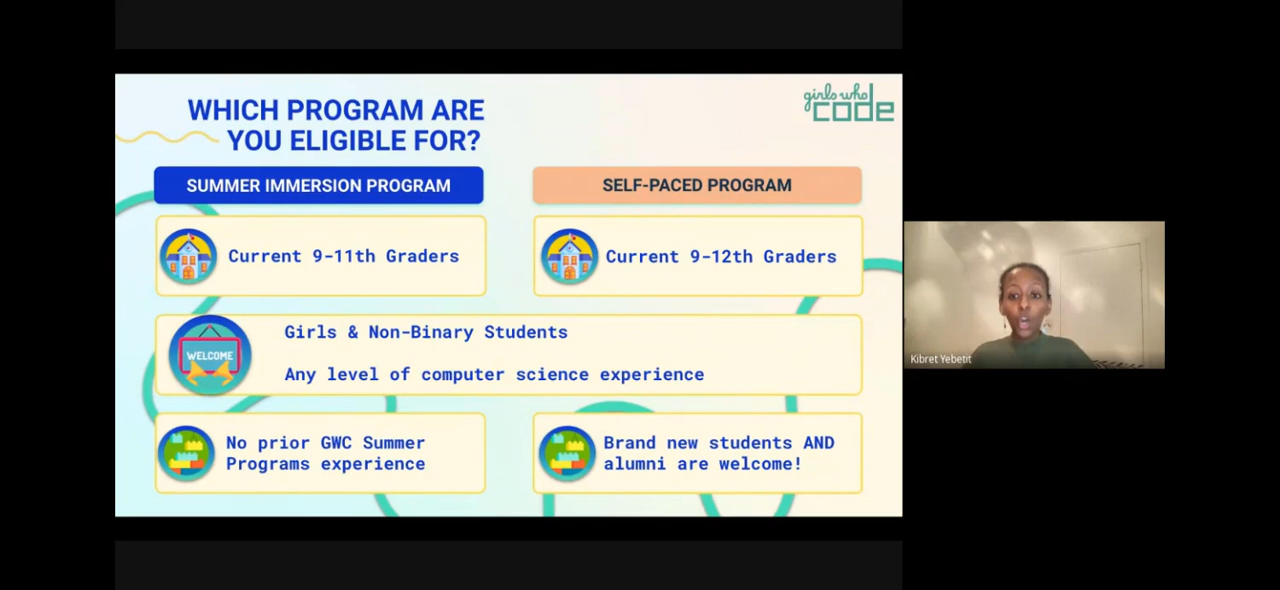 WHICH PROGRAM ARE
YOU ELIGIBLE FOR?
girls who
code
SUMMER IMMERSION PROGRAM
SELF-PACED PROGRAM
Current 9-11th Graders
Current 9-12th Graders
WELCOME
Girls & Non-Binary Students
Any level of computer science experience
No prior GWC Summer
Programs experience
Brand new students AND
alumni are welcome!
Kibret Yebetit